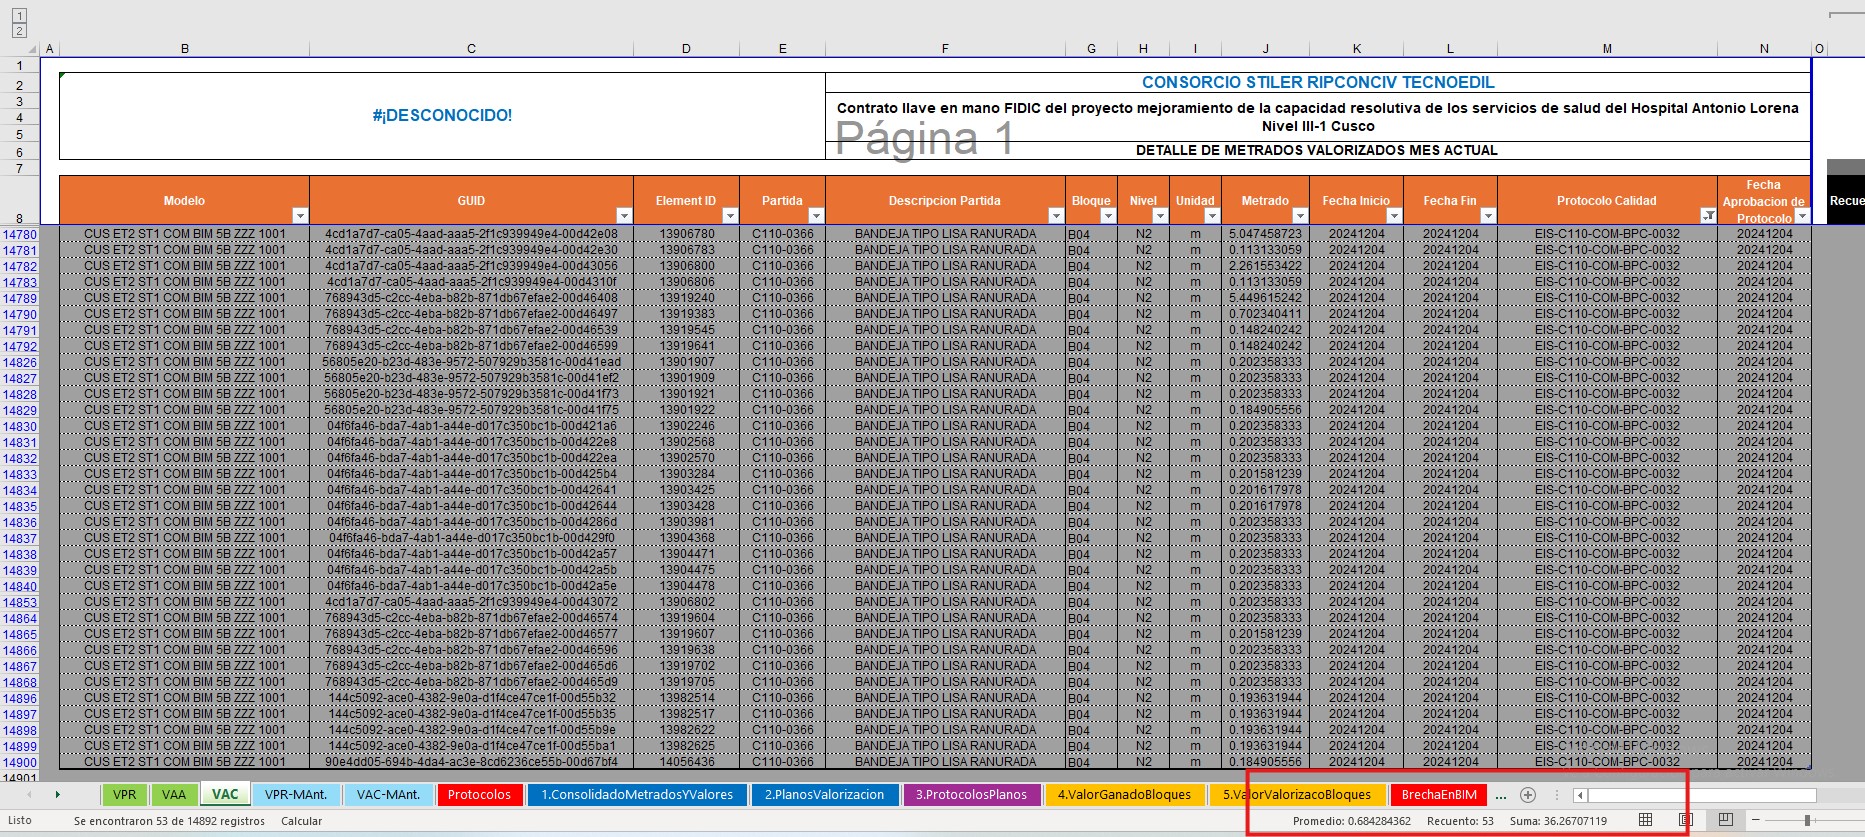 1
2
A B C D E F G H I J K L M N O
1
2 CONSORCIO STILER RIPCONCIV TECNOEDIL
3
4 #¡DESCONOCIDO! Contrato llave en mano FIDIC del proyecto mejoramiento de la capacidad resolutiva de los servicios de salud del Hospital Antonio Lorena
5 Nivel III-1 Cusco
Página 1
6 DETALLE DE METRADOS VALORIZADOS MES ACTUAL
7
8 Modelo GUID Element ID Partida Descripcion Partida Bloque Nivel Unidad Metrado Fecha Inicio Fecha Fin Protocolo Calidad Fecha Aprobacion de Protocolo Recue
14780 CUS ET2 ST1 COM BIM 5B ZZZ 1001 4cd1a7d7-ca05-4aad-aaa5-2f1c939949e4-00d42e08 13906780 C110-0366 BANDEJA TIPO LISA RANURADA B04 N2 m 5.047458723 20241204 20241204 EIS-C110-COM-BPC-0032 20241204
14781 CUS ET2 ST1 COM BIM 5B ZZZ 1001 4cd1a7d7-ca05-4aad-aaa5-2f1c939949e4-00d42e30 13906783 C110-0366 BANDEJA TIPO LISA RANURADA B04 N2 m 0.113133059 20241204 20241204 EIS-C110-COM-BPC-0032 20241204
14782 CUS ET2 ST1 COM BIM 5B ZZZ 1001 4cd1a7d7-ca05-4aad-aaa5-2f1c939949e4-00d43056 13906800 C110-0366 BANDEJA TIPO LISA RANURADA B04 N2 m 2.261553422 20241204 20241204 EIS-C110-COM-BPC-0032 20241204
14783 CUS ET2 ST1 COM BIM 5B ZZZ 1001 4cd1a7d7-ca05-4aad-aaa5-2f1c939949e4-00d4310f 13906806 C110-0366 BANDEJA TIPO LISA RANURADA B04 N2 m 0.113133059 20241204 20241204 EIS-C110-COM-BPC-0032 20241204
14789 CUS ET2 ST1 COM BIM 5B ZZZ 1001 768943d5-c2cc-4eba-b82b-871db67efae2-00d46408 13919240 C110-0366 BANDEJA TIPO LISA RANURADA B04 N2 m 5.449615242 20241204 20241204 EIS-C110-COM-BPC-0032 20241204
14790 CUS ET2 ST1 COM BIM 5B ZZZ 1001 768943d5-c2cc-4eba-b82b-871db67efae2-00d46497 13919383 C110-0366 BANDEJA TIPO LISA RANURADA B04 N2 m 0.702340411 20241204 20241204 EIS-C110-COM-BPC-0032 20241204
14791 CUS ET2 ST1 COM BIM 5B ZZZ 1001 768943d5-c2cc-4eba-b82b-871db67efae2-00d46539 13919545 C110-0366 BANDEJA TIPO LISA RANURADA B04 N2 m 0.148240242 20241204 20241204 EIS-C110-COM-BPC-0032 20241204
14792 CUS ET2 ST1 COM BIM 5B ZZZ 1001 768943d5-c2cc-4eba-b82b-871db67efae2-00d46599 13919641 C110-0366 BANDEJA TIPO LISA RANURADA B04 N2 m 0.148240242 20241204 20241204 EIS-C110-COM-BPC-0032 20241204
14826 CUS ET2 ST1 COM BIM 5B ZZZ 1001 56805e20-b23d-483e-9572-507929b3581c-00d41ead 13901907 C110-0366 BANDEJA TIPO LISA RANURADA B04 N2 m 0.202358333 20241204 20241204 EIS-C110-COM-BPC-0032 20241204
14827 CUS ET2 ST1 COM BIM 5B ZZZ 1001 56805e20-b23d-483e-9572-507929b3581c-00d41ef2 13901909 C110-0366 BANDEJA TIPO LISA RANURADA B04 N2 m 0.202358333 20241204 20241204 EIS-C110-COM-BPC-0032 20241204
14828 CUS ET2 ST1 COM BIM 5B ZZZ 1001 56805e20-b23d-483e-9572-507929b3581c-00d41f73 13901921 C110-0366 BANDEJA TIPO LISA RANURADA B04 N2 m 0.202358333 20241204 20241204 EIS-C110-COM-BPC-0032 20241204
14829 CUS ET2 ST1 COM BIM 5B ZZZ 1001 56805e20-b23d-483e-9572-507929b3581c-00d41f75 13901922 C110-0366 BANDEJA TIPO LISA RANURADA B04 N2 m 0.184905556 20241204 20241204 EIS-C110-COM-BPC-0032 20241204
14830 CUS ET2 ST1 COM BIM 5B ZZZ 1001 04f6fa46-bda7-4ab1-a44e-d017c350bc1b-00d421a6 13902246 C110-0366 BANDEJA TIPO LISA RANURADA B04 N2 m 0.202358333 20241204 20241204 EIS-C110-COM-BPC-0032 20241204
14831 CUS ET2 ST1 COM BIM 5B ZZZ 1001 04f6fa46-bda7-4ab1-a44e-d017c350bc1b-00d422e8 13902568 C110-0366 BANDEJA TIPO LISA RANURADA B04 N2 m 0.202358333 20241204 20241204 EIS-C110-COM-BPC-0032 20241204
14832 CUS ET2 ST1 COM BIM 5B ZZZ 1001 04f6fa46-bda7-4ab1-a44e-d017c350bc1b-00d422ea 13902570 C110-0366 BANDEJA TIPO LISA RANURADA B04 N2 m 0.202358333 20241204 20241204 EIS-C110-COM-BPC-0032 20241204
14833 CUS ET2 ST1 COM BIM 5B ZZZ 1001 04f6fa46-bda7-4ab1-a44e-d017c350bc1b-00d425b4 13903284 C110-0366 BANDEJA TIPO LISA RANURADA B04 N2 m 0.201581239 20241204 20241204 EIS-C110-COM-BPC-0032 20241204
14834 CUS ET2 ST1 COM BIM 5B ZZZ 1001 04f6fa46-bda7-4ab1-a44e-d017c350bc1b-00d42641 13903425 C110-0366 BANDEJA TIPO LISA RANURADA B04 N2 m 0.201617978 20241204 20241204 EIS-C110-COM-BPC-0032 20241204
14835 CUS ET2 ST1 COM BIM 5B ZZZ 1001 04f6fa46-bda7-4ab1-a44e-d017c350bc1b-00d42644 13903428 C110-0366 BANDEJA TIPO LISA RANURADA B04 N2 m 0.201617978 20241204 20241204 EIS-C110-COM-BPC-0032 20241204
14836 CUS ET2 ST1 COM BIM 5B ZZZ 1001 04f6fa46-bda7-4ab1-a44e-d017c350bc1b-00d4286d 13903981 C110-0366 BANDEJA TIPO LISA RANURADA B04 N2 m 0.202358333 20241204 20241204 EIS-C110-COM-BPC-0032 20241204
14837 CUS ET2 ST1 COM BIM 5B ZZZ 1001 04f6fa46-bda7-4ab1-a44e-d017c350bc1b-00d429f0 13904368 C110-0366 BANDEJA TIPO LISA RANURADA B04 N2 m 0.202358333 20241204 20241204 EIS-C110-COM-BPC-0032 20241204
14838 CUS ET2 ST1 COM BIM 5B ZZZ 1001 04f6fa46-bda7-4ab1-a44e-d017c350bc1b-00d42a57 13904471 C110-0366 BANDEJA TIPO LISA RANURADA B04 N2 m 0.202358333 20241204 20241204 EIS-C110-COM-BPC-0032 20241204
14839 CUS ET2 ST1 COM BIM 5B ZZZ 1001 04f6fa46-bda7-4ab1-a44e-d017c350bc1b-00d42a5b 13904475 C110-0366 BANDEJA TIPO LISA RANURADA B04 N2 m 0.202358333 20241204 20241204 EIS-C110-COM-BPC-0032 20241204
14840 CUS ET2 ST1 COM BIM 5B ZZZ 1001 04f6fa46-bda7-4ab1-a44e-d017c350bc1b-00d42a5e 13904478 C110-0366 BANDEJA TIPO LISA RANURADA B04 N2 m 0.202358333 20241204 20241204 EIS-C110-COM-BPC-0032 20241204
14853 CUS ET2 ST1 COM BIM 5B ZZZ 1001 4cd1a7d7-ca05-4aad-aaa5-2f1c939949e4-00d43072 13906802 C110-0366 BANDEJA TIPO LISA RANURADA B04 N2 m 0.202358333 20241204 20241204 EIS-C110-COM-BPC-0032 20241204
14864 CUS ET2 ST1 COM BIM 5B ZZZ 1001 768943d5-c2cc-4eba-b82b-871db67efae2-00d46574 13919604 C110-0366 BANDEJA TIPO LISA RANURADA B04 N2 m 0.202358333 20241204 20241204 EIS-C110-COM-BPC-0032 20241204
14865 CUS ET2 ST1 COM BIM 5B ZZZ 1001 768943d5-c2cc-4eba-b82b-871db67efae2-00d46577 13919607 C110-0366 BANDEJA TIPO LISA RANURADA B04 N2 m 0.201581239 20241204 20241204 EIS-C110-COM-BPC-0032 20241204
14866 CUS ET2 ST1 COM BIM 5B ZZZ 1001 768943d5-c2cc-4eba-b82b-871db67efae2-00d46596 13919638 C110-0366 BANDEJA TIPO LISA RANURADA B04 N2 m 0.202358333 20241204 20241204 EIS-C110-COM-BPC-0032 20241204
14867 CUS ET2 ST1 COM BIM 5B ZZZ 1001 768943d5-c2cc-4eba-b82b-871db67efae2-00d465d6 13919702 C110-0366 BANDEJA TIPO LISA RANURADA B04 N2 m 0.202358333 20241204 20241204 EIS-C110-COM-BPC-0032 20241204
14868 CUS ET2 ST1 COM BIM 5B ZZZ 1001 768943d5-c2cc-4eba-b82b-871db67efae2-00d465d9 13919705 C110-0366 BANDEJA TIPO LISA RANURADA B04 N2 m 0.202358333 20241204 20241204 EIS-C110-COM-BPC-0032 20241204
14896 CUS ET2 ST1 COM BIM 5B ZZZ 1001 144c5092-ace0-4382-9e0a-d1f4ce47ce1f-00d55b32 13982514 C110-0366 BANDEJA TIPO LISA RANURADA B04 N2 m 0.193631944 20241204 20241204 EIS-C110-COM-BPC-0032 20241204
14897 CUS ET2 ST1 COM BIM 5B ZZZ 1001 144c5092-ace0-4382-9e0a-d1f4ce47ce1f-00d55b35 13982517 C110-0366 BANDEJA TIPO LISA RANURADA B04 N2 m 0.193631944 20241204 20241204 EIS-C110-COM-BPC-0032 20241204
14898 CUS ET2 ST1 COM BIM 5B ZZZ 1001 144c5092-ace0-4382-9e0a-d1f4ce47ce1f-00d55b9e 13982622 C110-0366 BANDEJA TIPO LISA RANURADA B04 N2 m 0.193631944 20241204 20241204 EIS-C110-COM-BPC-0032 20241204
14899 CUS ET2 ST1 COM BIM 5B ZZZ 1001 144c5092-ace0-4382-9e0a-d1f4ce47ce1f-00d55ba1 13982625 C110-0366 BANDEJA TIPO LISA RANURADA B04 N2 m 0.193631944 20241204 20241204 EIS-C110-COM-BPC-0032 20241204
14900 CUS ET2 ST1 COM BIM 5B ZZZ 1001 90e4dd05-694b-4da4-ac3e-8cd6236ce55b-00d67bf4 14056436 C110-0366 BANDEJA TIPO LISA RANURADA B04 N2 m 0.184905556 20241204 20241204 EIS-C110-COM-BPC-0032 20241204
14901
VPR VAA VAC VPR-MAnt. VAC-MAnt. Protocolos 1.ConsolidadoMetradosYValores 2.PlanosValorizacion 3.ProtocolosPlanos 4.ValorGanadoBloques 5.ValorValorizacoBloques BrechaEnBIM ...
Listo Se encontraron 53 de 14892 registros Calcular Promedio: 0.684284362 Recuento: 53 Suma: 36.26707119